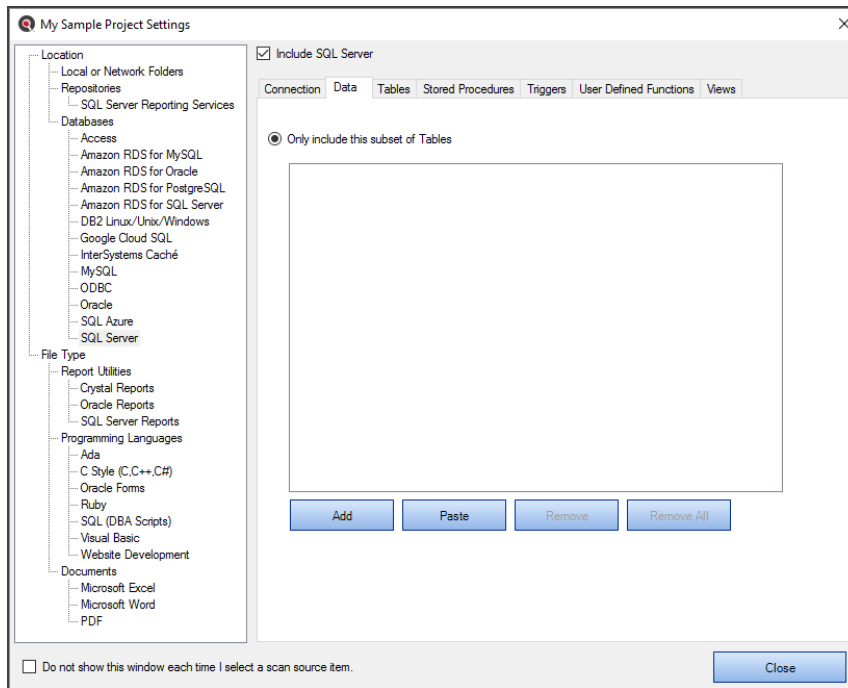 My Sample Project Settings
Location
Local or Network Folders
Repositories
SQL Server Reporting Services
Databases
Access
Amazon RDS for MySQL
Amazon RDS for Oracle
Amazon RDS for PostgreSQL
Amazon RDS for SQL Server
DB2 Linux/Unix/Windows
Google Cloud SQL
InterSystems Caché
MySQL
ODBC
Oracle
SQL Azure
SQL Server
File Type
Report Utilities
Crystal Reports
Oracle Reports
SQL Server Reports
Programming Languages
Ada
C Style (C,C++,C#)
Oracle Forms
Ruby
SQL (DBA Scripts)
Visual Basic
Website Development
Documents
Microsoft Excel
Microsoft Word
PDF
Include SQL Server
Connection Data Tables Stored Procedures Triggers User Defined Functions Views
Only include this subset of Tables
Add Paste Remove Remove All
Do not show this window each time I select a scan source item.
Close